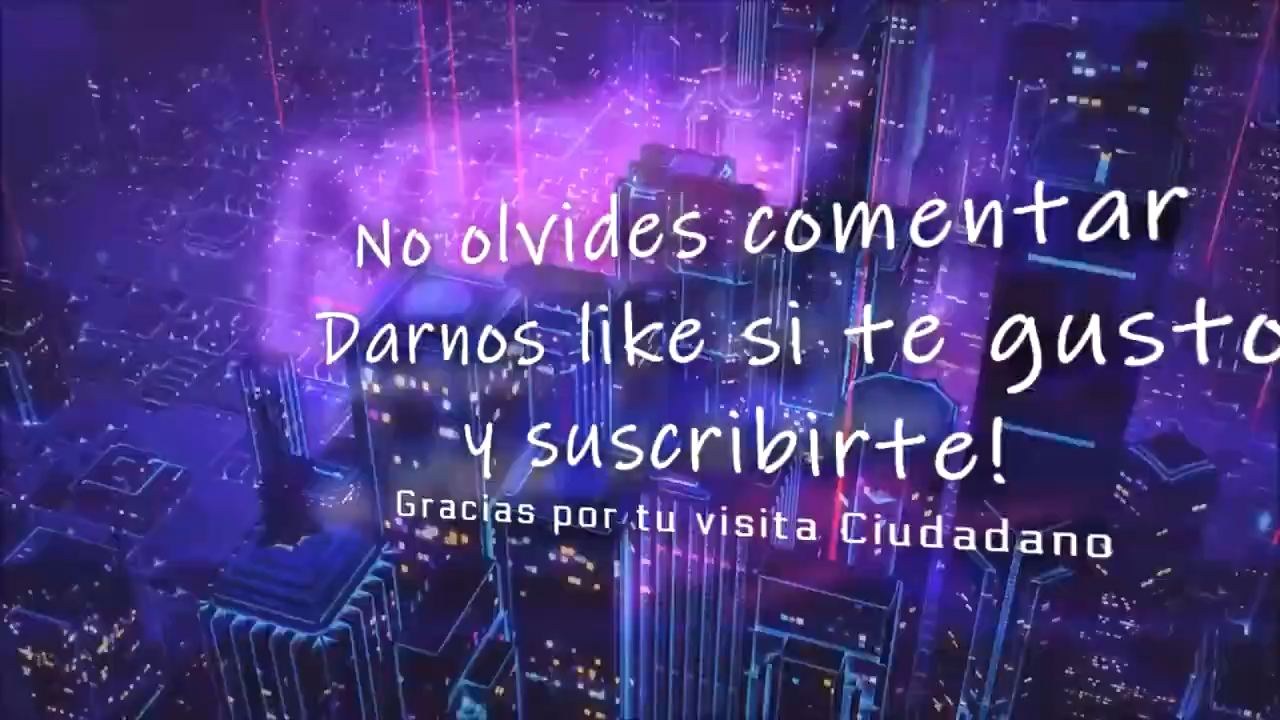 No olvides comentar
Darnos like si te gusto
y suscribirte!
Gracias por tu visita Ciudadano